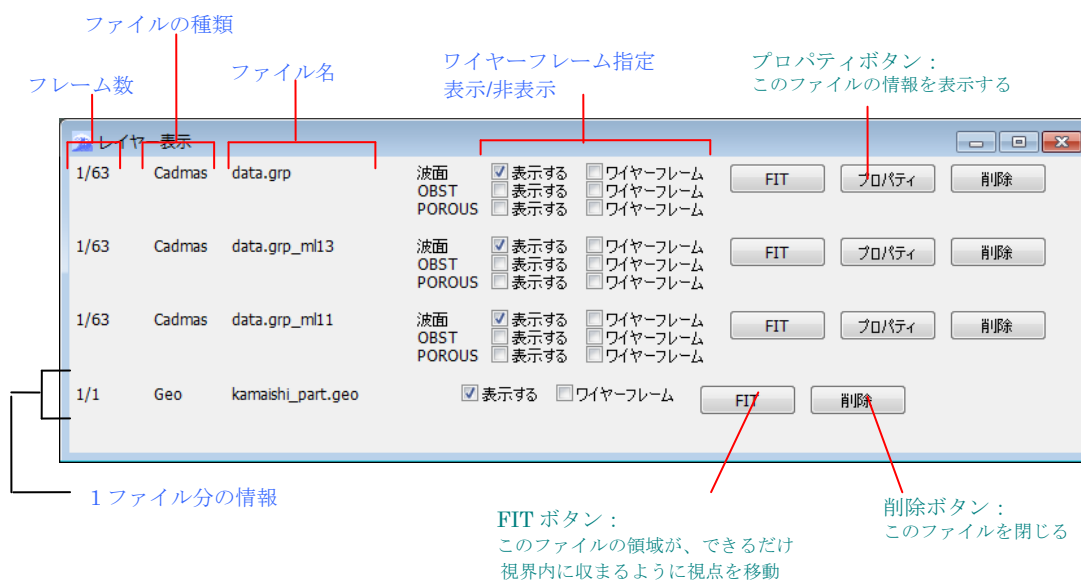 ファイルの種類
フレーム数
ファイル名
ワイヤーフレーム指定
表示/非表示
プロパティボタン：
このファイルの情報を表示する
レイヤー表示
1/63 Cadmas data.grp 波面 表示する ワイヤーフレーム FIT プロパティ 削除
OBST 表示する ワイヤーフレーム
POROUS 表示する ワイヤーフレーム
1/63 Cadmas data.grp_ml13 波面 表示する ワイヤーフレーム FIT プロパティ 削除
OBST 表示する ワイヤーフレーム
POROUS 表示する ワイヤーフレーム
1/63 Cadmas data.grp_ml11 波面 表示する ワイヤーフレーム FIT プロパティ 削除
OBST 表示する ワイヤーフレーム
POROUS 表示する ワイヤーフレーム
1/1 Geo kamaishi_part.geo 表示する ワイヤーフレーム FIT 削除
１ファイル分の情報
FIT ボタン：
このファイルの領域が、できるだけ
視界内に収まるように視点を移動
削除ボタン：
このファイルを閉じる